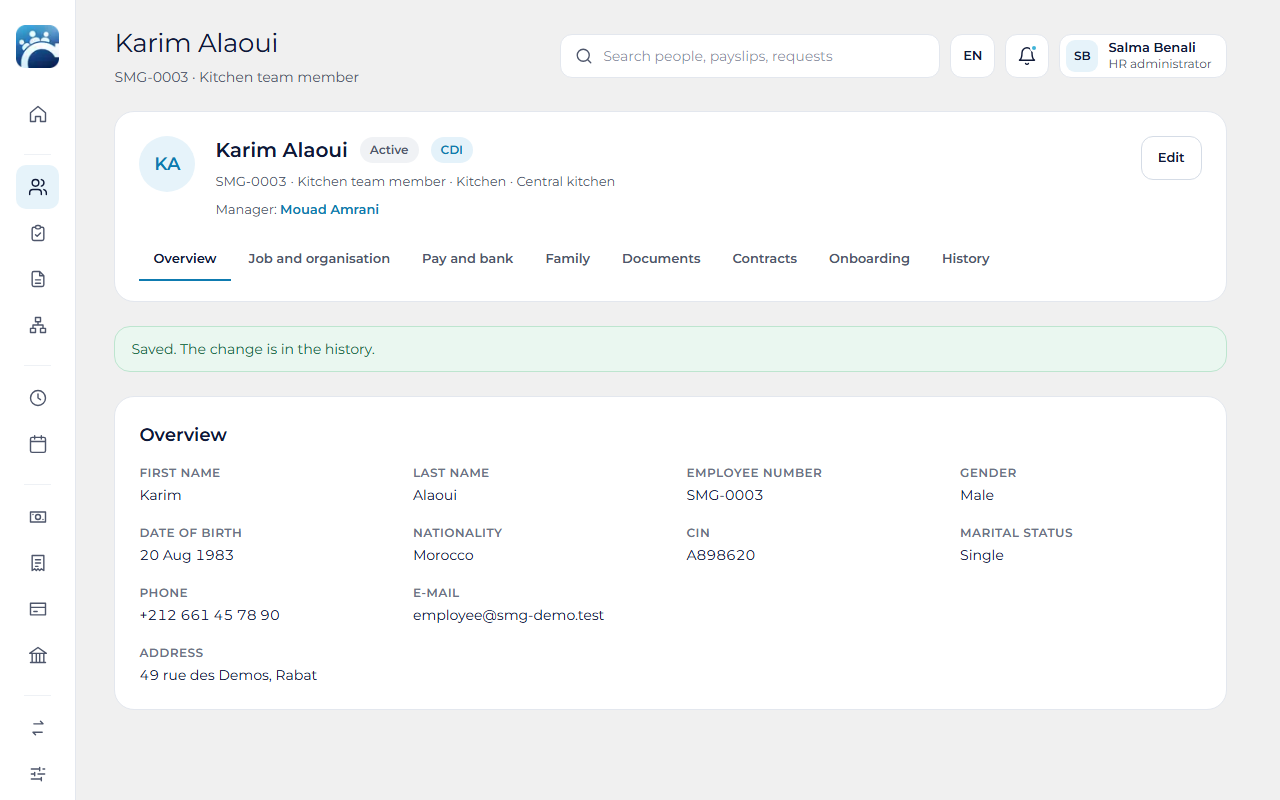 Karim Alaoui
SMG-0003 · Kitchen team member
Search people, payslips, requests
EN
SB
Salma Benali
HR administrator
KA
Karim Alaoui
Active
CDI
SMG-0003 · Kitchen team member · Kitchen · Central kitchen
Manager: Mouad Amrani
Edit
Overview
Job and organisation
Pay and bank
Family
Documents
Contracts
Onboarding
History
Saved. The change is in the history.
Overview
FIRST NAME
Karim
LAST NAME
Alaoui
EMPLOYEE NUMBER
SMG-0003
GENDER
Male
DATE OF BIRTH
20 Aug 1983
NATIONALITY
Morocco
CIN
A898620
MARITAL STATUS
Single
PHONE
+212 661 45 78 90
E-MAIL
employee@smg-demo.test
ADDRESS
49 rue des Demos, Rabat